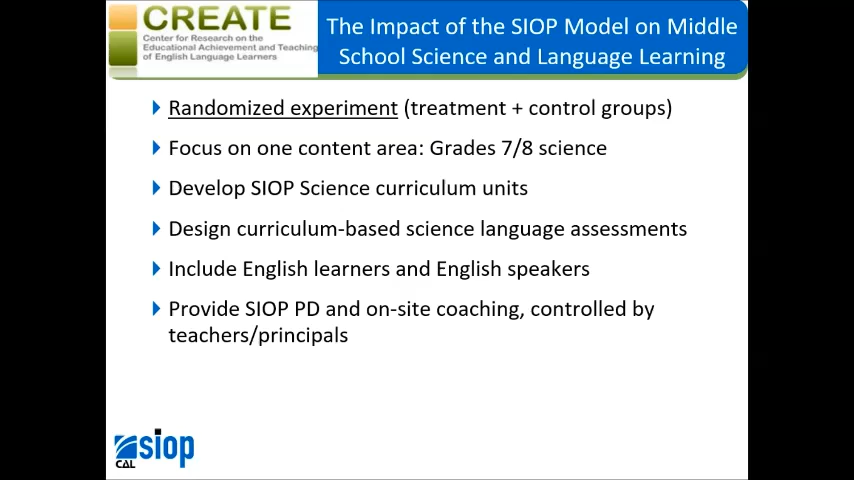 CREATE
Center for Research on the
Educational Achievement and Teaching
of English Language Learners
The Impact of the SIOP Model on Middle
School Science and Language Learning
Randomized experiment (treatment + control groups)
Focus on one content area: Grades 7/8 science
Develop SIOP Science curriculum units
Design curriculum-based science language assessments
Include English learners and English speakers
Provide SIOP PD and on-site coaching, controlled by
teachers/principals
siop
CAL